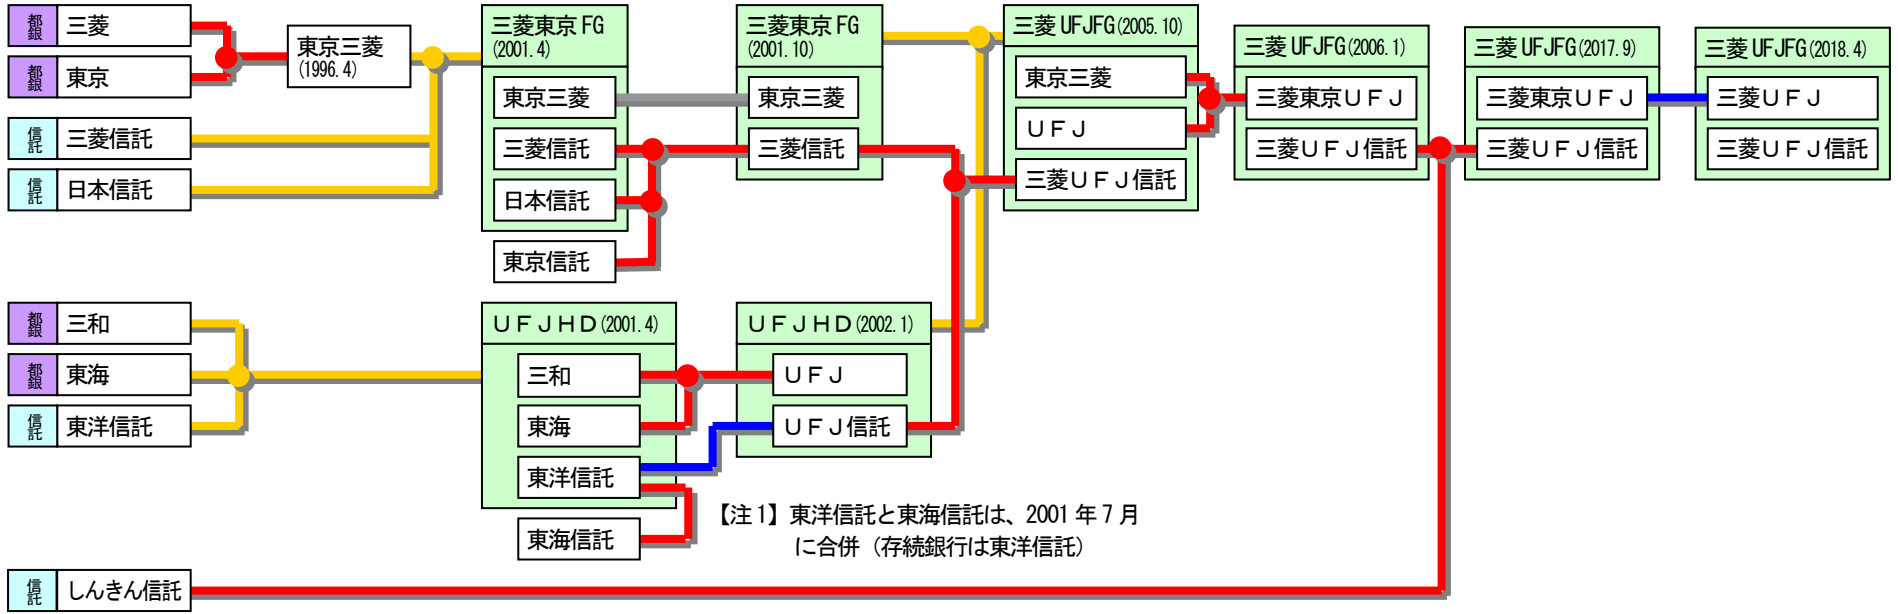 都銀 三菱
都銀 東京
信託 三菱信託
信託 日本信託
東京三菱
(1996.4)
三菱東京FG
(2001.4)
東京三菱
三菱信託
日本信託
東京信託
三菱東京FG
(2001.10)
東京三菱
三菱信託
三菱UFJFG(2005.10)
東京三菱
UFJ
三菱UFJ信託
三菱UFJFG(2006.1)
三菱東京UFJ
三菱UFJ信託
三菱UFJFG(2017.9)
三菱東京UFJ
三菱UFJ信託
三菱UFJFG(2018.4)
三菱UFJ
三菱UFJ信託
都銀 三和
都銀 東海
信託 東洋信託
UFJHD(2001.4)
三和
東海
東洋信託
東海信託
UFJHD(2002.1)
UFJ
UFJ信託
【注1】東洋信託と東海信託は、2001年7月
に合併（存続銀行は東洋信託）
信託 しんきん信託